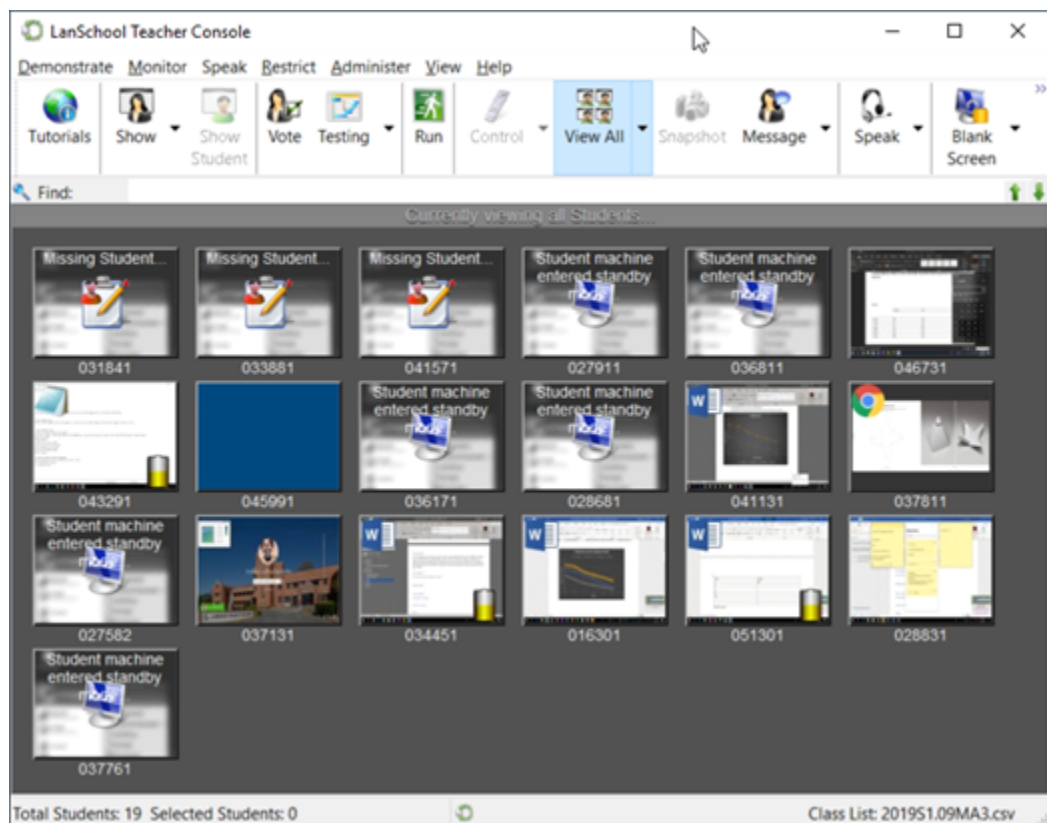 LanSchool Teacher Console
Demonstrate Monitor Speak Restrict Administer View Help
Tutorials Show Show Student Vote Testing Run Control View All Snapshot Message Speak Blank Screen
Find:
Currently viewing all Students...
Missing Student... Missing Student... Missing Student... Student machine entered standby Student machine entered standby
031841 033881 041571 027911 036811 046731
Student machine entered standby Student machine entered standby
043291 045991 036171 028681 041131 037811
Student machine entered standby
027582 037131 034451 016301 051301 028831
Student machine entered standby
037761
Total Students: 19 Selected Students: 0 Class List: 2019S1.09MA3.csv